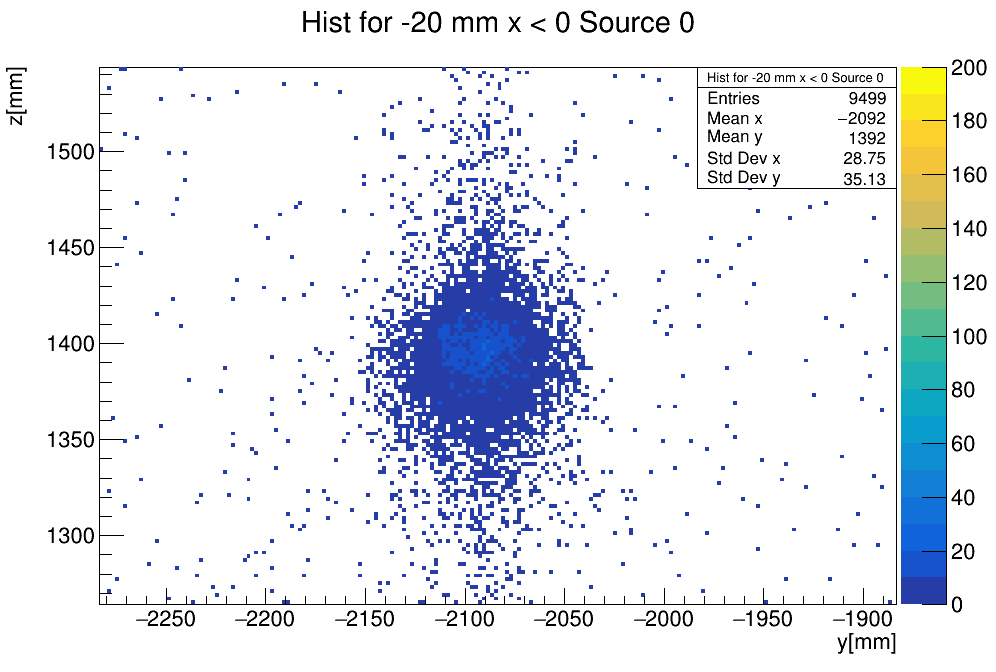 Hist for -20 mm x < 0 Source 0
z[mm]
Hist for -20 mm x < 0 Source 0
Entries 9499
Mean x −2092
Mean y 1392
Std Dev x 28.75
Std Dev y 35.13
1500
1450
1400
1350
1300
−2250 −2200 −2150 −2100 −2050 −2000 −1950 −1900
y[mm]
200
180
160
140
120
100
80
60
40
20
0